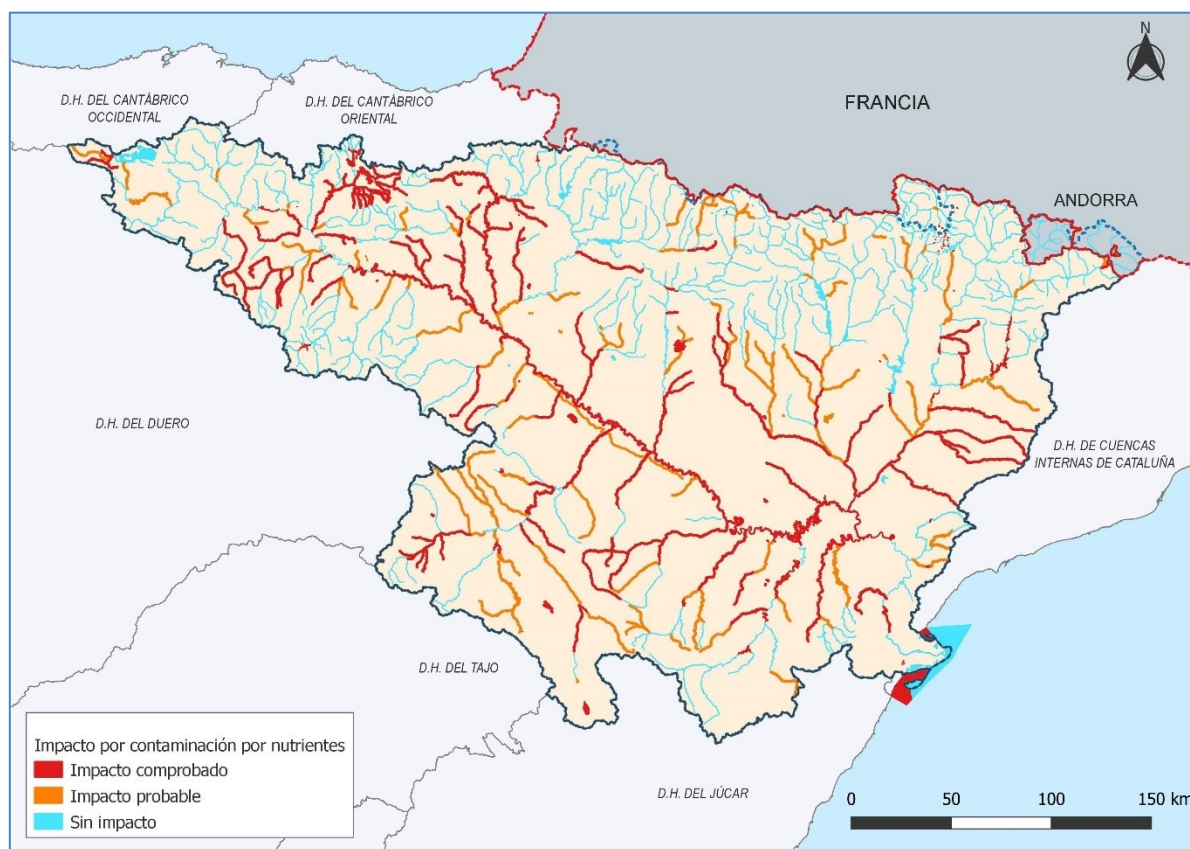 N
D.H. DEL CANTÁBRICO
OCCIDENTAL
D.H. DEL CANTÀBRICO
ORIENTAL
FRANCIA
ANDORRA
D.H. DEL DUERO
D.H. DE CUENCAS
INTERNAS DE CATALUÑA
D.H. DEL TAJO
D.H. DEL JÚCAR
Impacto por contaminación por nutrientes
Impacto comprobado
Impacto probable
Sin impacto
0 50 100 150 km